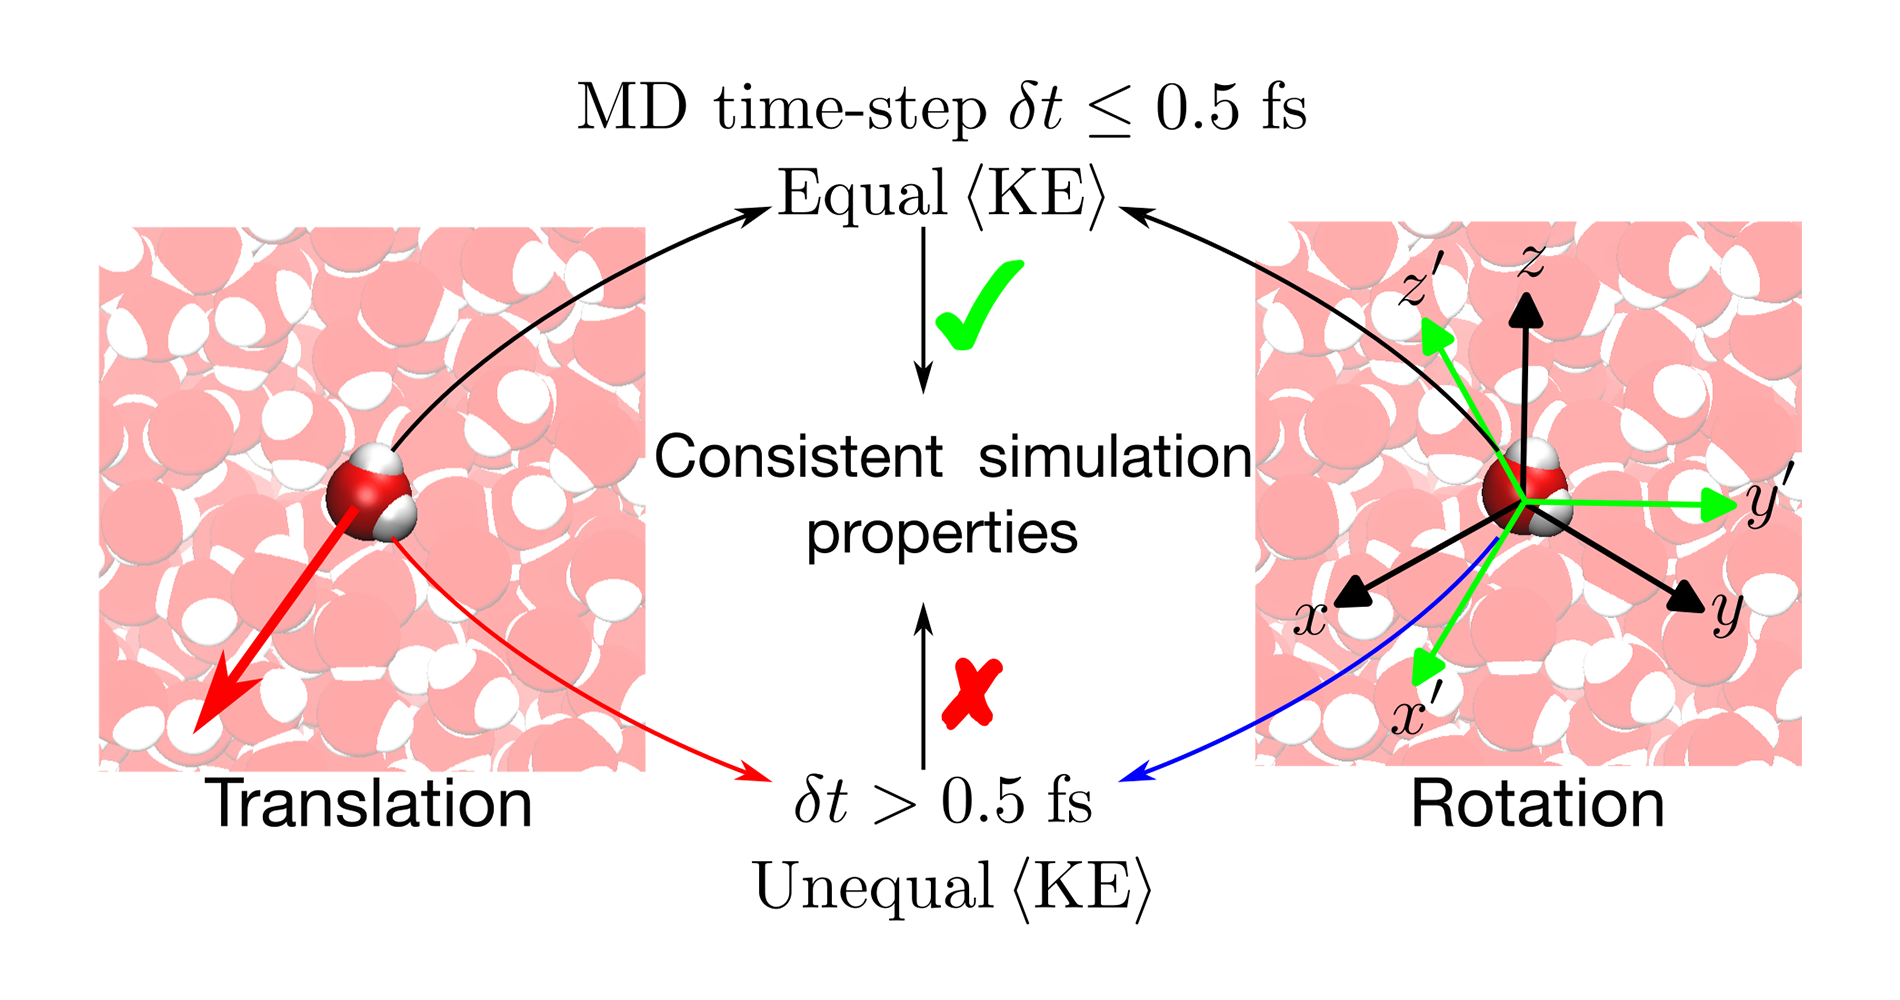 MD time-step δt ≤ 0.5 fs
Equal ⟨KE⟩
z′
z
Consistent simulation
properties
y′
x
y
x′
δt > 0.5 fs
Unequal ⟨KE⟩
Translation
Rotation